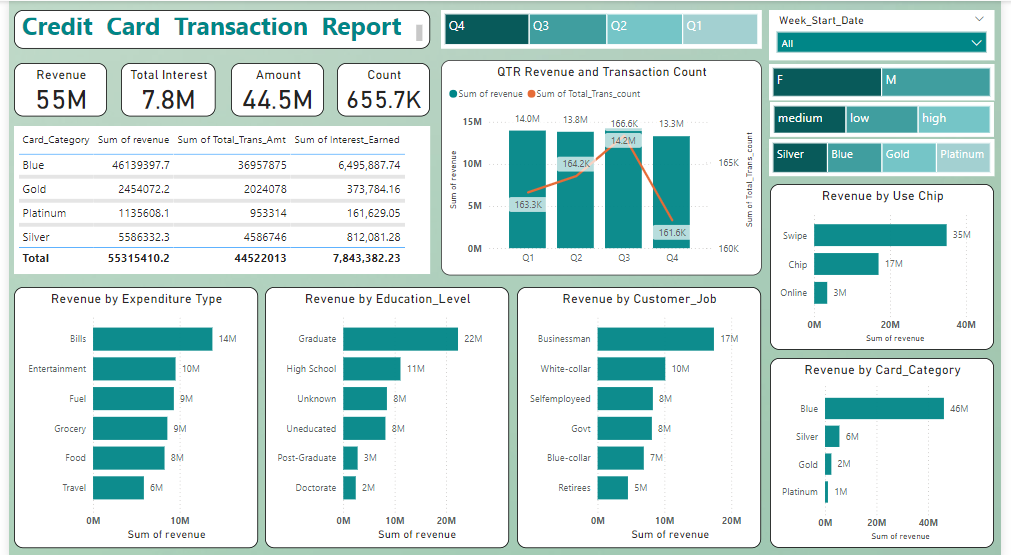 Credit Card Transaction Report
Q4 Q3 Q2 Q1
Week_Start_Date
All
F M
medium low high
Silver Blue Gold Platinum
Revenue
55M
Total Interest
7.8M
Amount
44.5M
Count
655.7K
Card_Category Sum of revenue Sum of Total_Trans_Amt Sum of Interest_Earned
Blue 46139397.7 36957875 6,495,887.74
Gold 2454072.2 2024078 373,784.16
Platinum 1135608.1 953314 161,629.05
Silver 5586332.3 4586746 812,081.28
Total 55315410.2 44522013 7,843,382.23
QTR Revenue and Transaction Count
Sum of revenue Sum of Total_Trans_count
Sum of revenue
15M
10M
5M
0M
14.0M 13.8M 166.6K 13.3M
14.2M
164.2K
163.3K
161.6K
Q1 Q2 Q3 Q4
165K
160K
Sum of Total_Trans_count
Revenue by Use Chip
Swipe 35M
Chip 17M
Online 3M
0M 20M 40M
Sum of revenue
Revenue by Expenditure Type
Bills 14M
Entertainment 10M
Fuel 9M
Grocery 9M
Food 8M
Travel 6M
0M 10M
Sum of revenue
Revenue by Education_Level
Graduate 22M
High School 11M
Unknown 8M
Uneducated 8M
Post-Graduate 3M
Doctorate 2M
0M 10M 20M
Sum of revenue
Revenue by Customer_Job
Businessman 17M
White-collar 10M
Selfemployeed 8M
Govt 8M
Blue-collar 7M
Retirees 5M
0M 10M 20M
Sum of revenue
Revenue by Card_Category
Blue 46M
Silver 6M
Gold 2M
Platinum 1M
0M 20M 40M
Sum of revenue